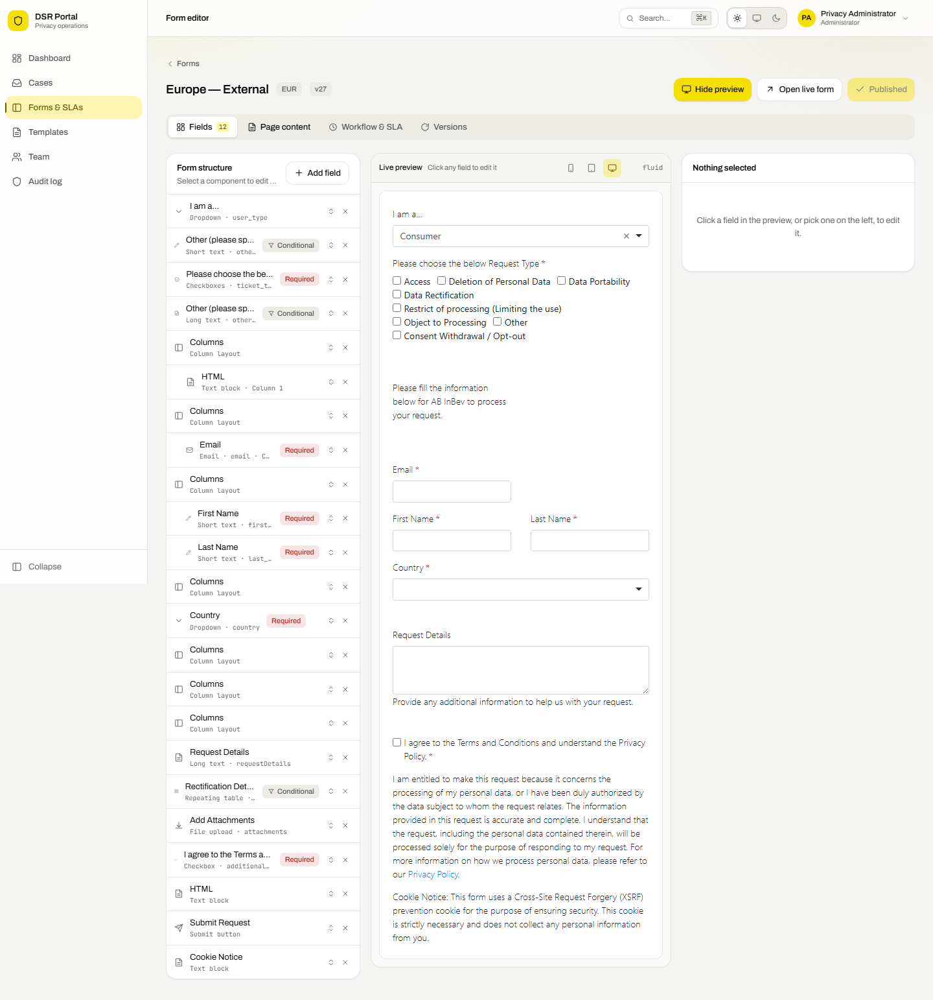 DSR Portal
Privacy operations
Dashboard
Cases
Forms & SLAs
Templates
Team
Audit log
Collapse
Form editor
Search...
⌘K
PA
Privacy Administrator
Administrator
Forms
Europe — External
EUR
v27
Hide preview
Open live form
Published
Fields
12
Page content
Workflow & SLA
Versions
Form structure
Select a component to edit ...
Add field
I am a...
Dropdown · user_type
Other (please sp...
Short text · othe…
Conditional
Please choose the be...
Checkboxes · ticket_t…
Required
Other (please sp...
Long text · other…
Conditional
Columns
Column layout
HTML
Text block · Column 1
Columns
Column layout
Email
Email · email · C…
Required
Columns
Column layout
First Name
Short text · first…
Required
Last Name
Short text · last_…
Required
Columns
Column layout
Country
Dropdown · country
Required
Columns
Column layout
Columns
Column layout
Columns
Column layout
Request Details
Long text · requestDetails
Rectification Det...
Repeating table ·…
Conditional
Add Attachments
File upload · attachments
I agree to the Terms a...
Checkbox · additional…
Required
HTML
Text block
Submit Request
Submit button
Cookie Notice
Text block
Live preview
Click any field to edit it
fluid
I am a...
Consumer
Please choose the below Request Type *
Access
Deletion of Personal Data
Data Portability
Data Rectification
Restrict of processing (Limiting the use)
Object to Processing
Other
Consent Withdrawal / Opt-out
Please fill the information
below for AB InBev to process
your request.
Email *
First Name *
Last Name *
Country *
Request Details
Provide any additional information to help us with your request.
I agree to the Terms and Conditions and understand the Privacy
Policy. *
I am entitled to make this request because it concerns the
processing of my personal data, or I have been duly authorized by
the data subject to whom the request relates. The information
provided in this request is accurate and complete. I understand that
the request, including the personal data contained therein, will be
processed solely for the purpose of responding to my request. For
more information on how we process personal data, please refer to
our Privacy Policy.
Cookie Notice: This form uses a Cross-Site Request Forgery (XSRF)
prevention cookie for the purpose of ensuring security. This cookie
is strictly necessary and does not collect any personal information
from you.
Nothing selected
Click a field in the preview, or pick one on the left, to edit
it.